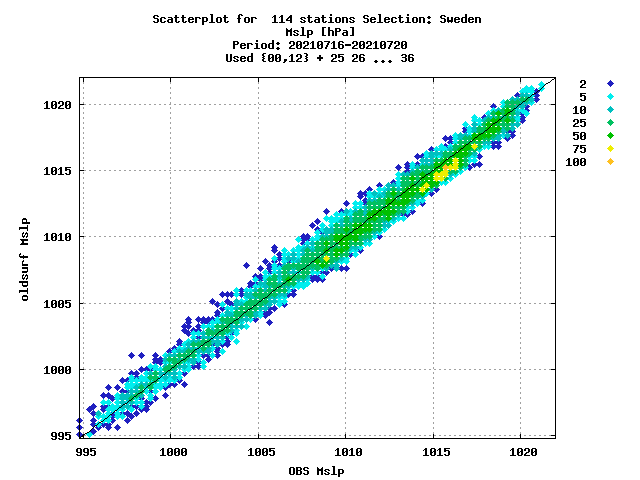 Scatterplot for 114 stations Selection: Sweden
Mslp [hPa]
Period: 20210716-20210720
Used {00,12} + 25 26 ... 36
2
5
10
25
50
75
100
oldsurf Mslp
1020
1015
1010
1005
1000
995
995 1000 1005 1010 1015 1020
OBS Mslp